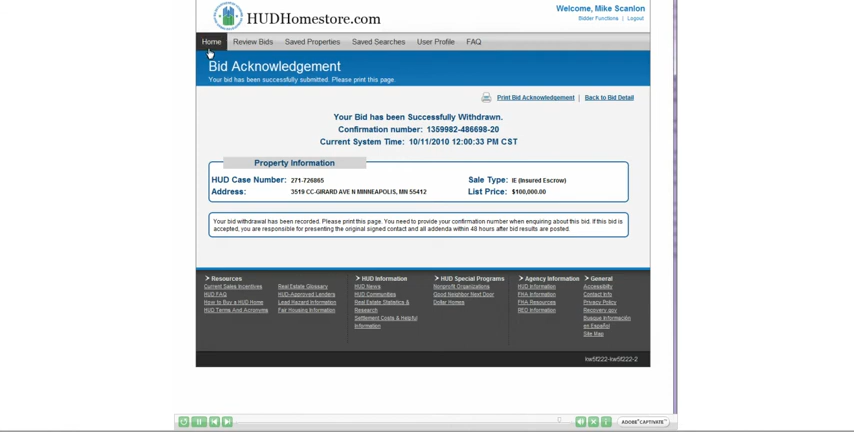 HUDHomestore.com
Welcome, Mike Scanlon
Bidder Functions | Logout
Home Review Bids Saved Properties Saved Searches User Profile FAQ
Bid Acknowledgement
Your bid has been successfully submitted. Please print this page.
Print Bid Acknowledgement | Back to Bid Detail
Your Bid has been Successfully Withdrawn.
Confirmation number: 1359982-486698-20
Current System Time: 10/11/2010 12:00:33 PM CST
Property Information
HUD Case Number: 271-726865 Sale Type: IE (Insured Escrow)
Address: 3519 CC-GIRARD AVE N MINNEAPOLIS, MN 55412 List Price: $100,000.00
Your bid withdrawal has been recorded. Please print this page. You need to provide your confirmation number when enquiring about this bid. If this bid is
accepted, you are responsible for presenting the original signed contact and all addenda within 48 hours after bid results are posted.
Resources
Current Sales Incentives
HUD FAQ
How to Buy a HUD Home
HUD Terms And Acronyms
Real Estate Glossary
HUD-Approved Lenders
Lead Hazard Information
Fair Housing Information
HUD Information
HUD News
HUD Communities
Real Estate Statistics &
Research
Settlement Costs & Helpful
Information
HUD Special Programs
Nonprofit Organizations
Good Neighbor Next Door
Dollar Homes
Agency Information
HUD Information
FHA Information
FHA Resources
REO Information
General
Accessibility
Contact Info
Privacy Policy
Recovery.gov
Busque Información
en Español
Site Map
kw5f222-kw5f222-2
ADOBE® CAPTIVATE™